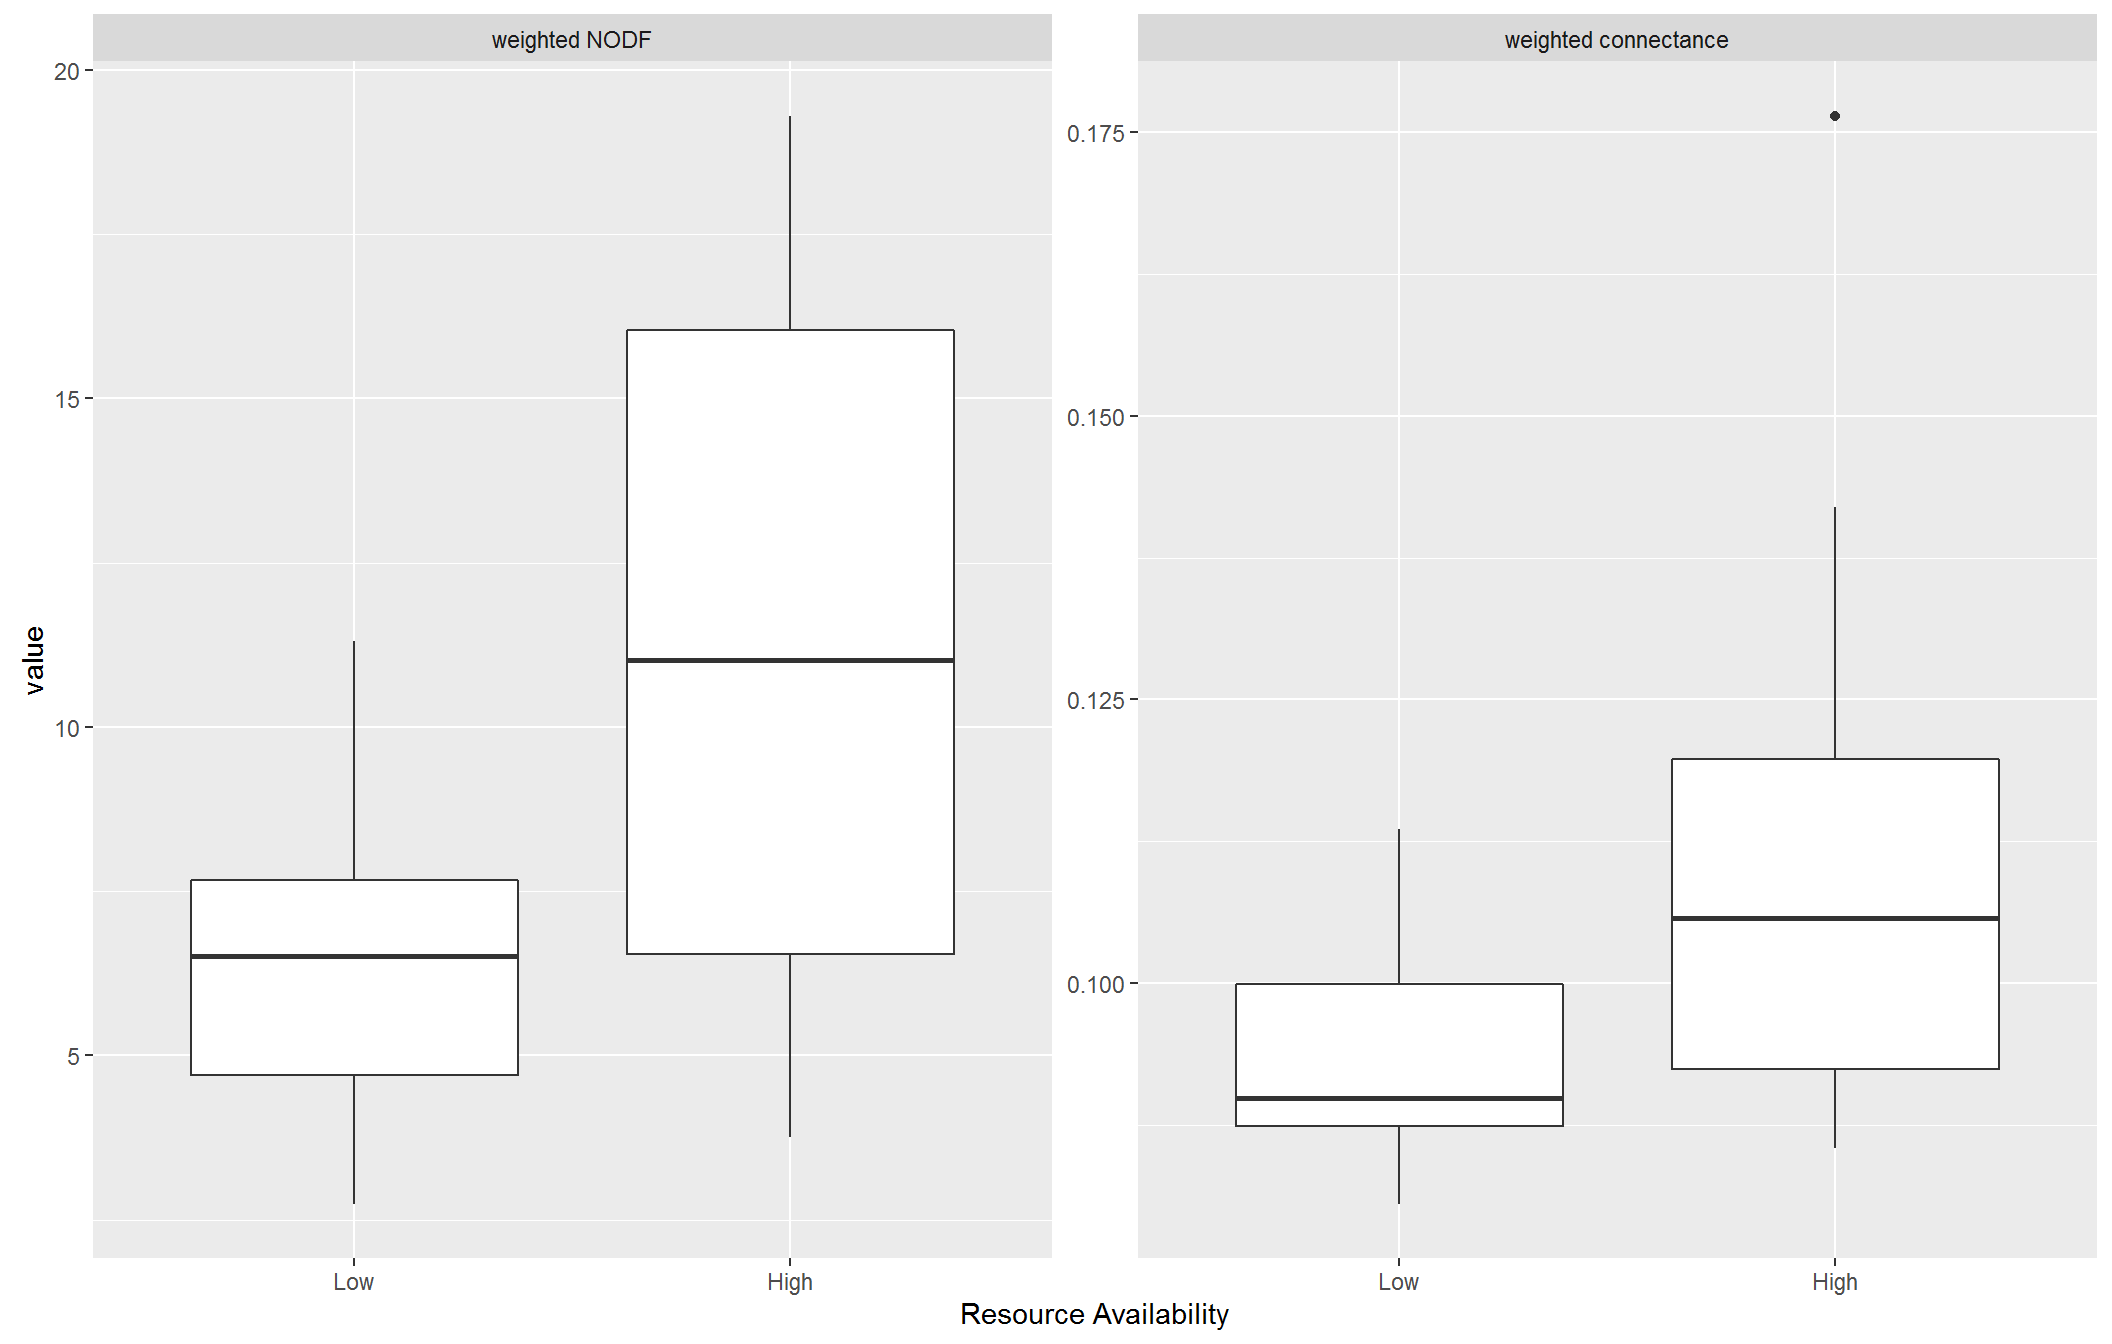 weighted NODF
weighted connectance
20
15
10
5
0.175
0.150
0.125
0.100
value
Low
High
Low
High
Resource Availability